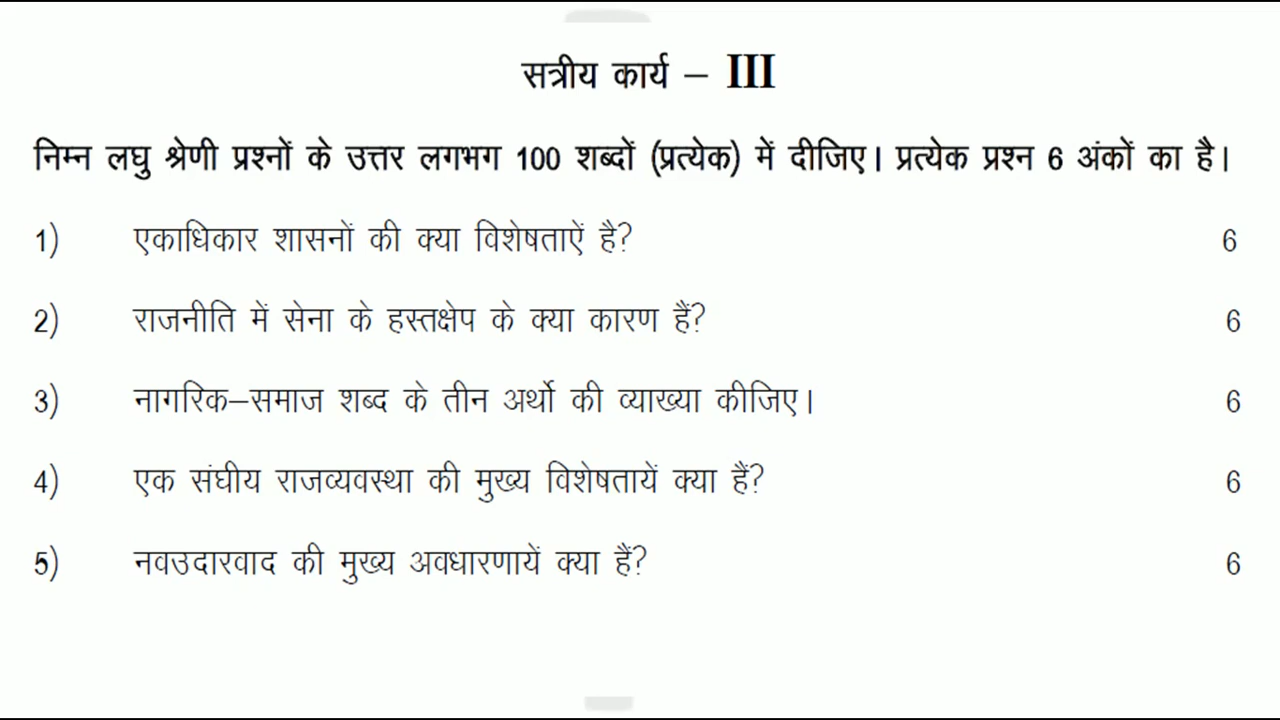 सत्रीय कार्य – III
निम्न लघु श्रेणी प्रश्नों के उत्तर लगभग 100 शब्दों (प्रत्येक) में दीजिए। प्रत्येक प्रश्न 6 अंकों का है।
1) एकाधिकार शासनों की क्या विशेषताऐं है? 6
2) राजनीति में सेना के हस्तक्षेप के क्या कारण हैं? 6
3) नागरिक–समाज शब्द के तीन अर्थो की व्याख्या कीजिए। 6
4) एक संघीय राजव्यवस्था की मुख्य विशेषतायें क्या हैं? 6
5) नवउदारवाद की मुख्य अवधारणायें क्या हैं? 6